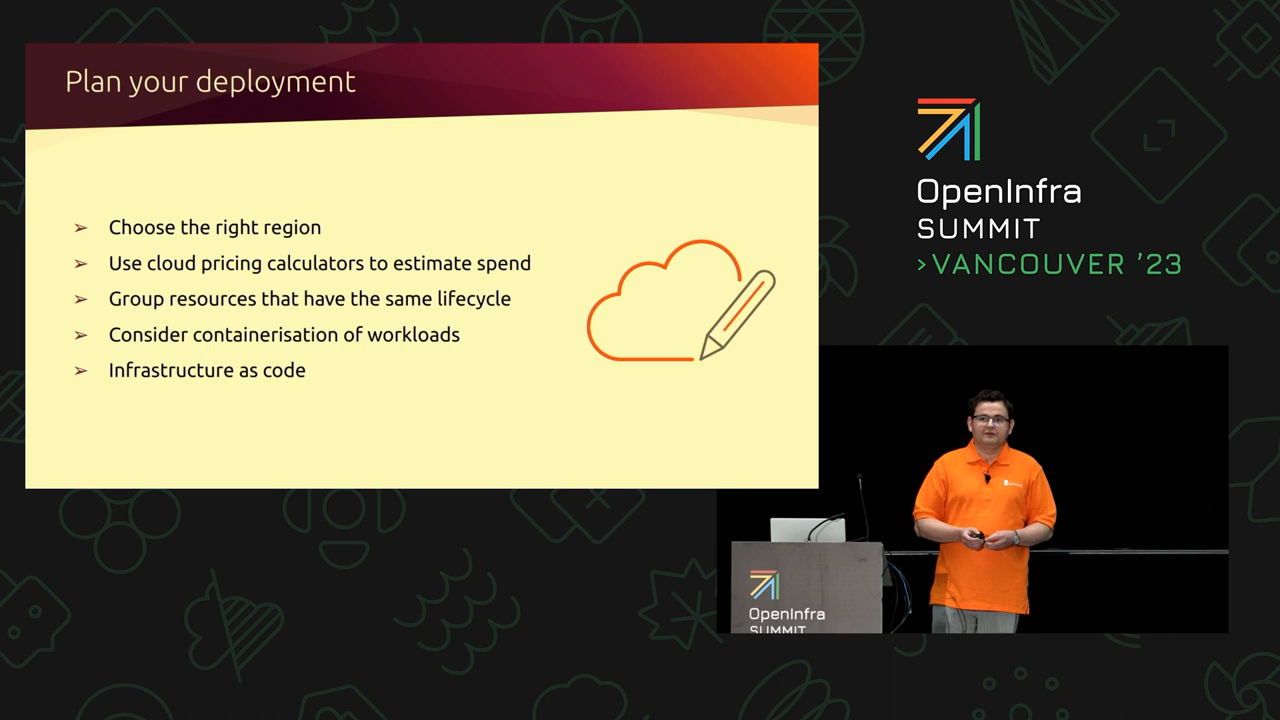 Plan your deployment
➢ Choose the right region
➢ Use cloud pricing calculators to estimate spend
➢ Group resources that have the same lifecycle
➢ Consider containerisation of workloads
➢ Infrastructure as code
OpenInfra
SUMMIT
>VANCOUVER '23
OpenInfra
SUMMIT